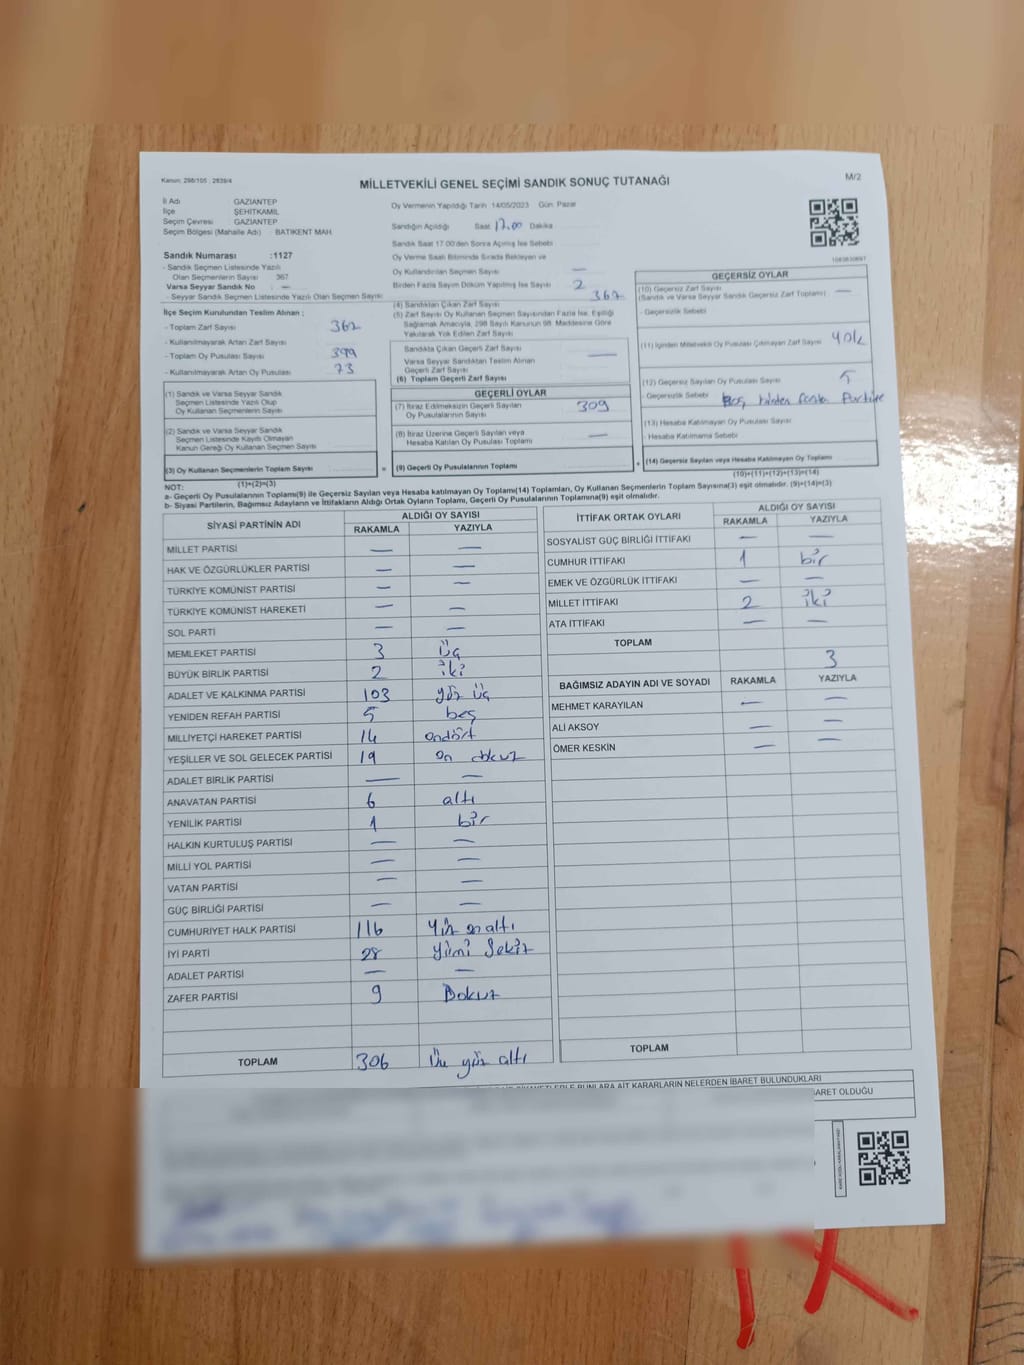 Kanun: 298/105 , 2839/4
MİLLETVEKİLİ GENEL SEÇİMİ SANDIK SONUÇ TUTANAĞI
M/2
İl Adı GAZİANTEP
İlçe ŞEHİTKAMİL
Seçim Çevresi GAZİANTEP
Seçim Bölgesi (Mahalle Adı) BATIKENT MAH.
Oy Vermenin Yapıldığı Tarih 14/05/2023 Gün: Pazar
Sandığın Açıldığı Saat 17.00 Dakika
Sandık Saat 17:00'den Sonra Açılmış İse Sebebi
Oy Verme Saati Bitiminde Sırada Bekleyen ve
Oy Kullandırılan Seçmen Sayısı —
Birden Fazla Sayım Döküm Yapılmış İse Sayısı 2
Sandık Numarası :1127
- Sandık Seçmen Listesinde Yazılı
Olan Seçmenlerin Sayısı 367
Varsa Seyyar Sandık No —
- Seyyar Sandık Seçmen Listesinde Yazılı Olan Seçmen Sayısı
İlçe Seçim Kurulundan Teslim Alınan ;
- Toplam Zarf Sayısı
- Kullanılmayarak Artan Zarf Sayısı
- Toplam Oy Pusulası Sayısı 399
- Kullanılmayarak Artan Oy Pusulası 73
(1) Sandık ve Varsa Seyyar Sandık
Seçmen Listesinde Yazılı Olup
Oy Kullanan Seçmenlerin Sayısı
(2) Sandık ve Varsa Seyyar Sandık
Seçmen Listesinde Kayıtlı Olmayan
Kanun Gereği Oy Kullanan Seçmen Sayısı
(3) Oy Kullanan Seçmenlerin Toplam Sayısı
(1)+(2)=(3)
(4) Sandıktan Çıkan Zarf Sayısı
(5) Zarf Sayısı Oy Kullanan Seçmen Sayısından Fazla İse, Eşitliği
Sağlamak Amacıyla, 298 Sayılı Kanunun 98. Maddesine Göre
Yakılarak Yok Edilen Zarf Sayısı
Sandıkta Çıkan Geçerli Zarf Sayısı
Varsa Seyyar Sandıktan Teslim Alınan
Geçerli Zarf Sayısı —
(6) Toplam Geçerli Zarf Sayısı
GEÇERLİ OYLAR
(7) İtiraz Edilmeksizin Geçerli Sayılan
Oy Pusulalarının Sayısı 309
(8) İtiraz Üzerine Geçerli Sayılan veya
Hesaba Katılan Oy Pusulası Toplamı —
= (9) Geçerli Oy Pusulalarının Toplamı
GEÇERSİZ OYLAR
(10) Geçersiz Zarf Sayısı
(Sandık ve Varsa Seyyar Sandık Geçersiz Zarf Toplamı) —
- Geçersizlik Sebebi
(11) İçinden Milletvekili Oy Pusulası Çıkmayan Zarf Sayısı
(12) Geçersiz Sayılan Oy Pusulası Sayısı 5
- Geçersizlik Sebebi Boş birden fazla Partiye
(13) Hesaba Katılmayan Oy Pusulası Sayısı
- Hesaba Katılmama Sebebi
+ (14) Geçersiz Sayılan veya Hesaba Katılmayan Oy Toplamı
(10)+(11)+(12)+(13)=(14)
NOT:
a- Geçerli Oy Pusulalarının Toplamı(9) ile Geçersiz Sayılan veya Hesaba katılmayan Oy Toplamı(14) Toplamları, Oy Kullanan Seçmenlerin Toplam Sayısına(3) eşit olmalıdır. (9)+(14)=(3)
b- Siyasi Partilerin, Bağımsız Adayların ve İttifakların Aldığı Ortak Oyların Toplamı, Geçerli Oy Pusulalarının Toplamına(9) eşit olmalıdır.
SİYASİ PARTİNİN ADI ALDIĞI OY SAYISI
RAKAMLA YAZIYLA
MİLLET PARTİSİ — —
HAK VE ÖZGÜRLÜKLER PARTİSİ — —
TÜRKİYE KOMÜNİST PARTİSİ — —
TÜRKİYE KOMÜNİST HAREKETİ — —
SOL PARTİ — —
MEMLEKET PARTİSİ 3 Üç
BÜYÜK BİRLİK PARTİSİ 2 iki
ADALET VE KALKINMA PARTİSİ 103 yüz üç
YENİDEN REFAH PARTİSİ 5 beş
MİLLİYETÇİ HAREKET PARTİSİ 14 ondört
YEŞİLLER VE SOL GELECEK PARTİSİ 19 on dokuz
ADALET BİRLİK PARTİSİ — —
ANAVATAN PARTİSİ 6 altı
YENİLİK PARTİSİ 1 bir
HALKIN KURTULUŞ PARTİSİ — —
MİLLİ YOL PARTİSİ — —
VATAN PARTİSİ — —
GÜÇ BİRLİĞİ PARTİSİ — —
CUMHURİYET HALK PARTİSİ 116 Yüz on altı
İYİ PARTİ 28 yirmi Sekiz
ADALET PARTİSİ — —
ZAFER PARTİSİ 9 Dokuz
TOPLAM 306 Üç yüz altı
İTTİFAK ORTAK OYLARI ALDIĞI OY SAYISI
RAKAMLA YAZIYLA
SOSYALİST GÜÇ BİRLİĞİ İTTİFAKI — —
CUMHUR İTTİFAKI 1 bir
EMEK VE ÖZGÜRLÜK İTTİFAKI — —
MİLLET İTTİFAKI 2 iki
ATA İTTİFAKI — —
TOPLAM 3
BAĞIMSIZ ADAYIN ADI VE SOYADI RAKAMLA YAZIYLA
MEHMET KARAYILAN — —
ALİ AKSOY — —
ÖMER KESKİN — —
TOPLAM
BUNLARA AİT KARARLARIN NELERDEN İBARET BULUNDUKLARI
BARET OLDUĞU